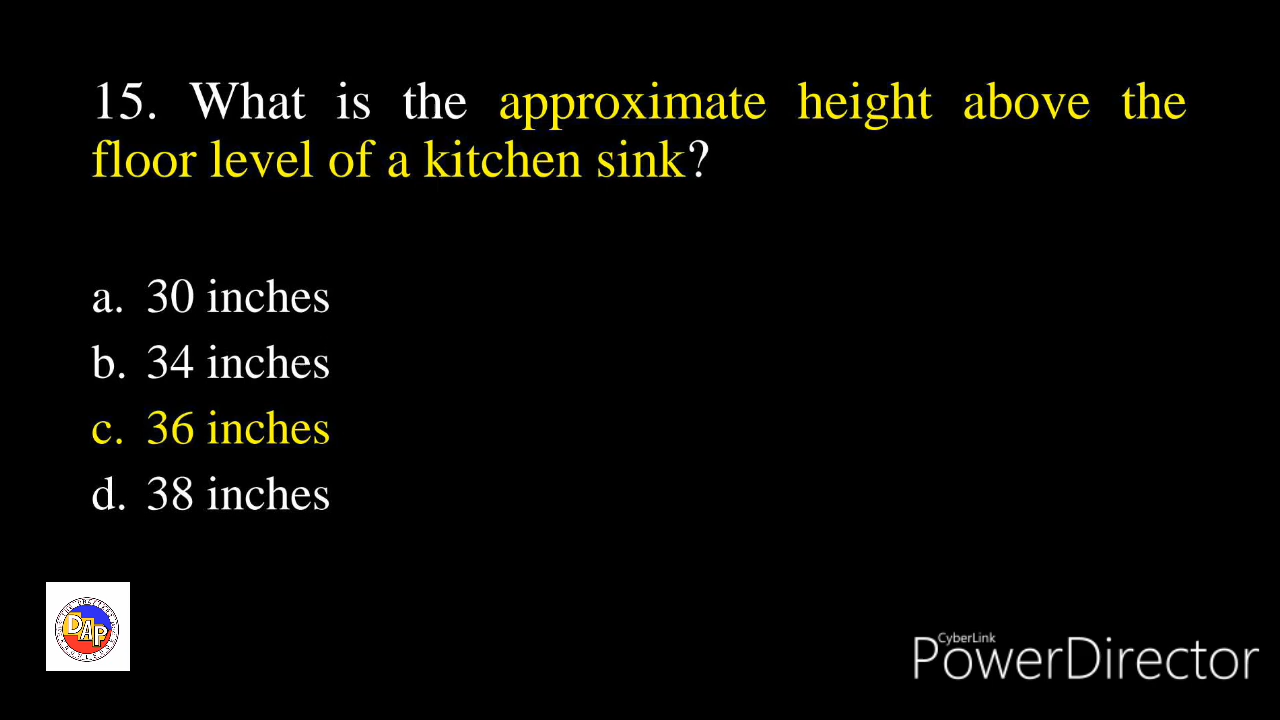 15. What is the approximate height above the
floor level of a kitchen sink?
a. 30 inches
b. 34 inches
c. 36 inches
d. 38 inches
DAP
CyberLink
PowerDirector